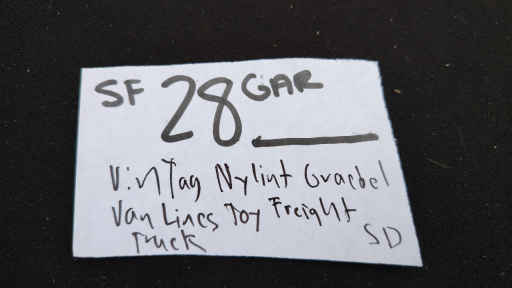 SF 28 GAR
VinTag Nylint Graebel
Van Lines Toy Freight
Truck SD